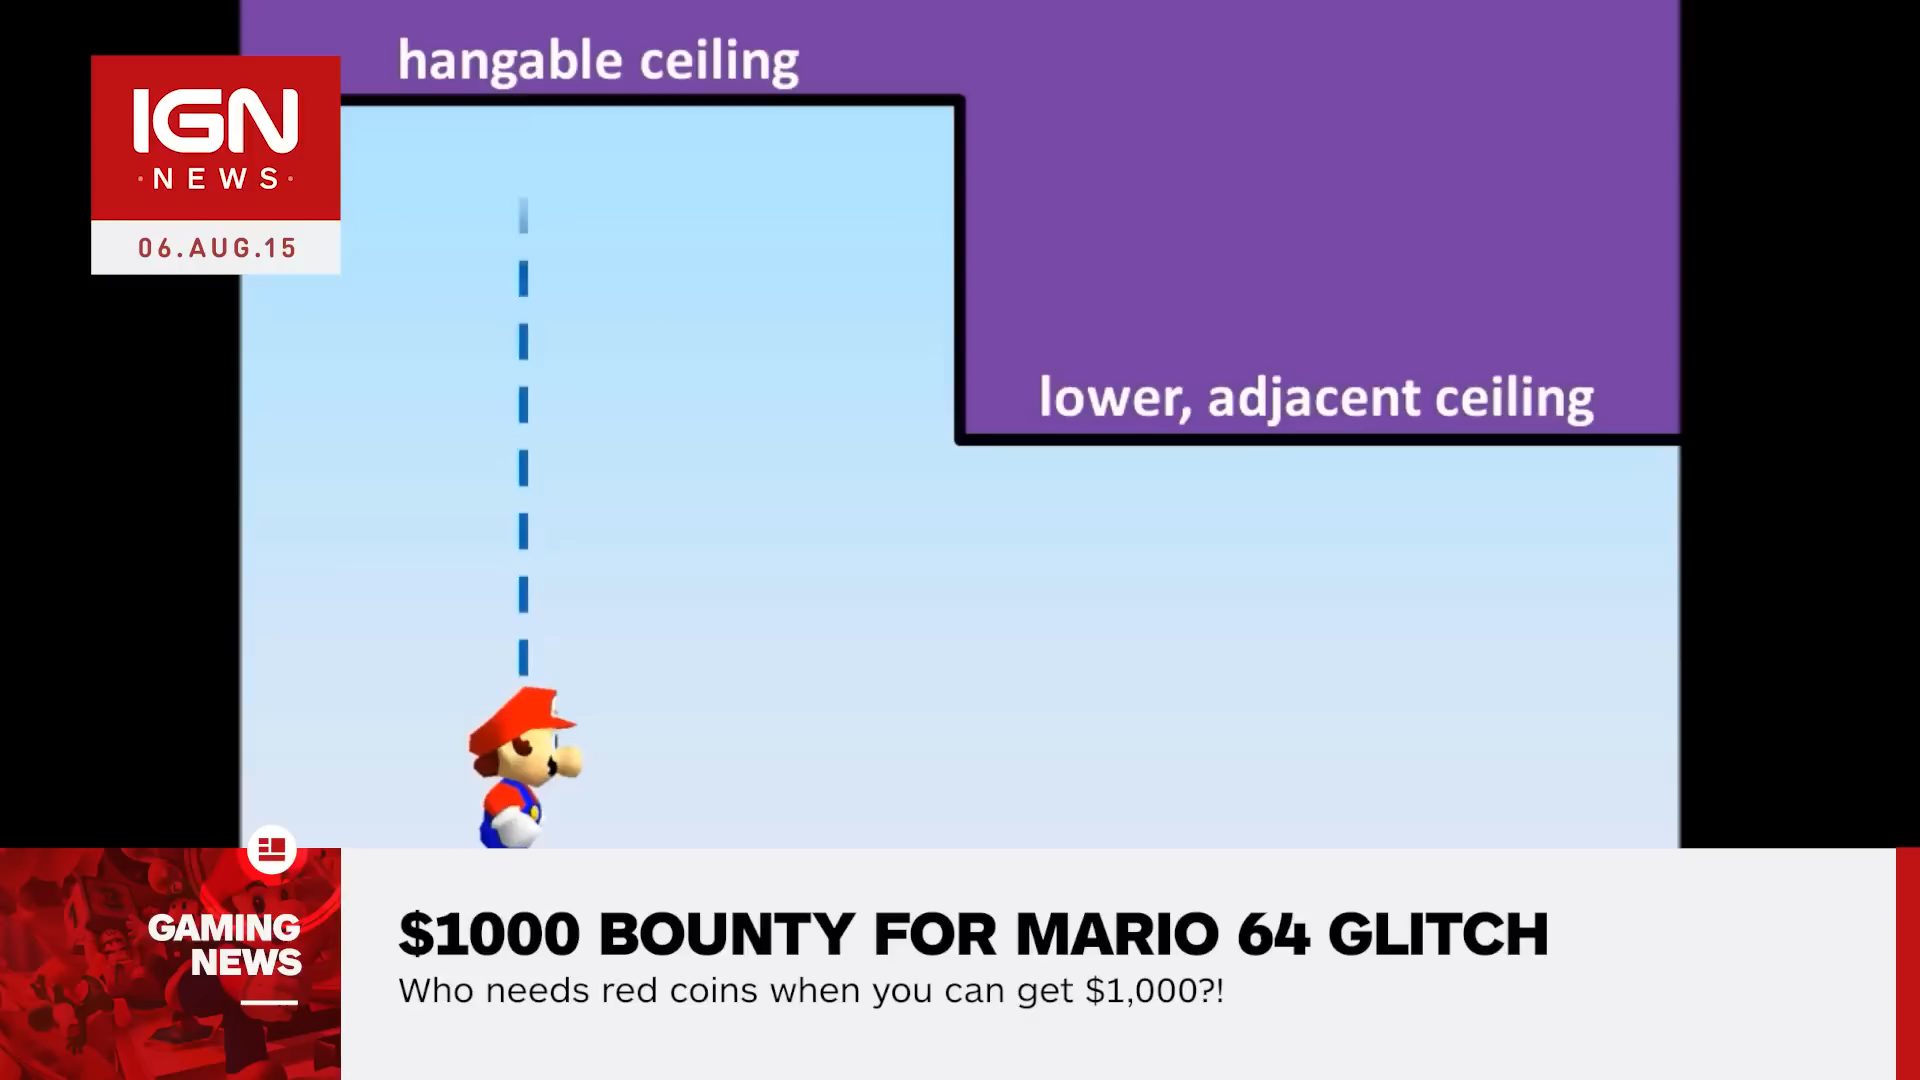 hangable ceiling
IGN
·NEWS·
06.AUG.15
lower, adjacent ceiling
GAMING
NEWS
$1000 BOUNTY FOR MARIO 64 GLITCH
Who needs red coins when you can get $1,000?!